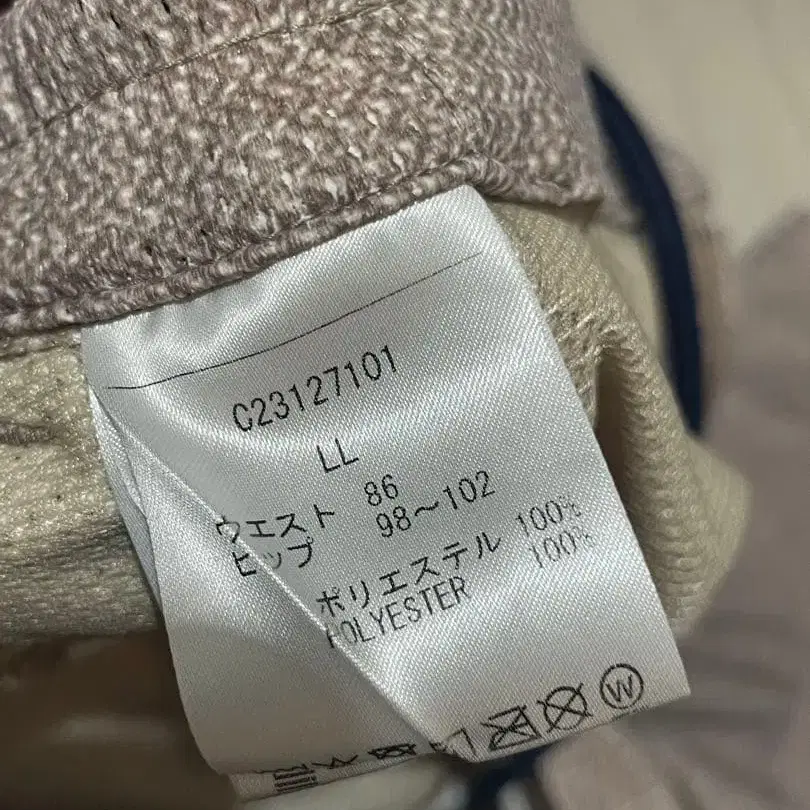 C23127101
LL
ウエスト 86
ヒップ 98～102
ポリエステル 100%
POLYESTER 100%
W